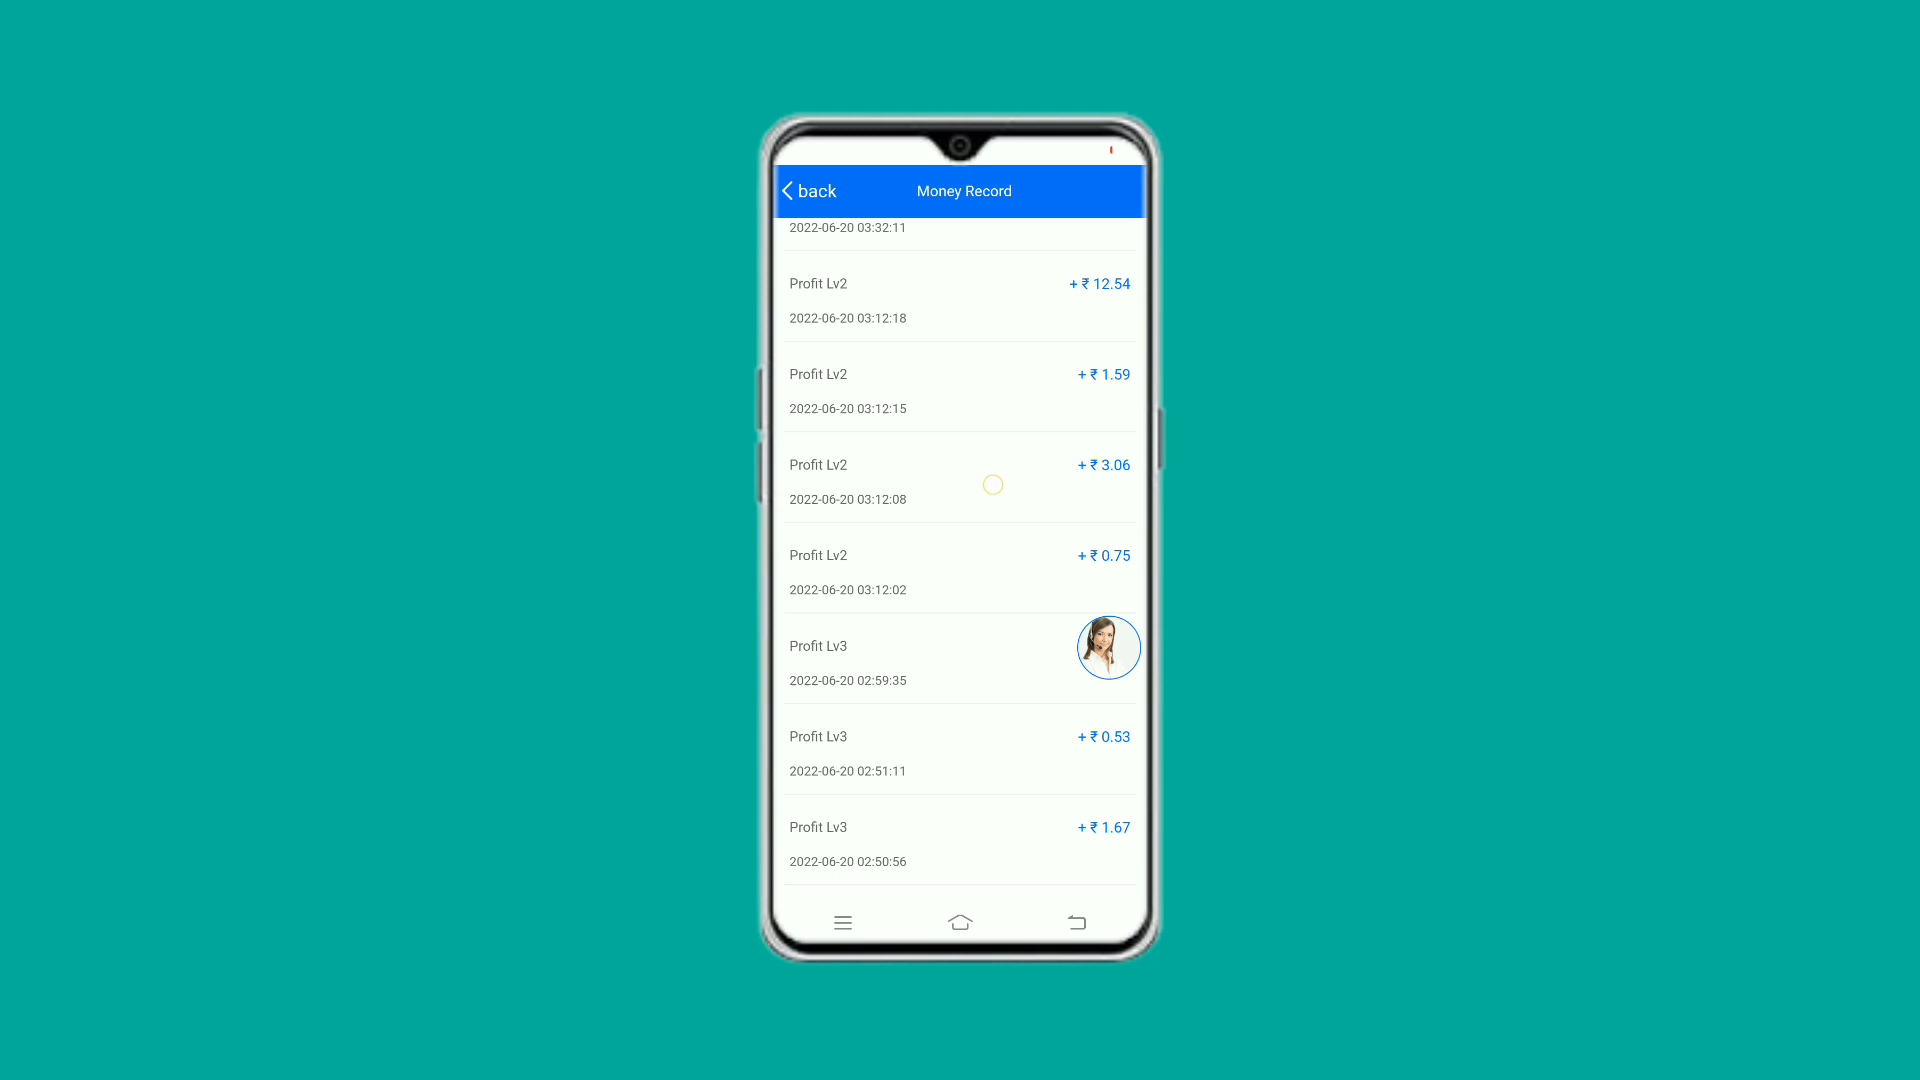 back
Money Record
2022-06-20 03:32:11
Profit Lv2
+ ₹ 12.54
2022-06-20 03:12:18
Profit Lv2
+ ₹ 1.59
2022-06-20 03:12:15
Profit Lv2
+ ₹ 3.06
2022-06-20 03:12:08
Profit Lv2
+ ₹ 0.75
2022-06-20 03:12:02
Profit Lv3
2022-06-20 02:59:35
Profit Lv3
+ ₹ 0.53
2022-06-20 02:51:11
Profit Lv3
+ ₹ 1.67
2022-06-20 02:50:56